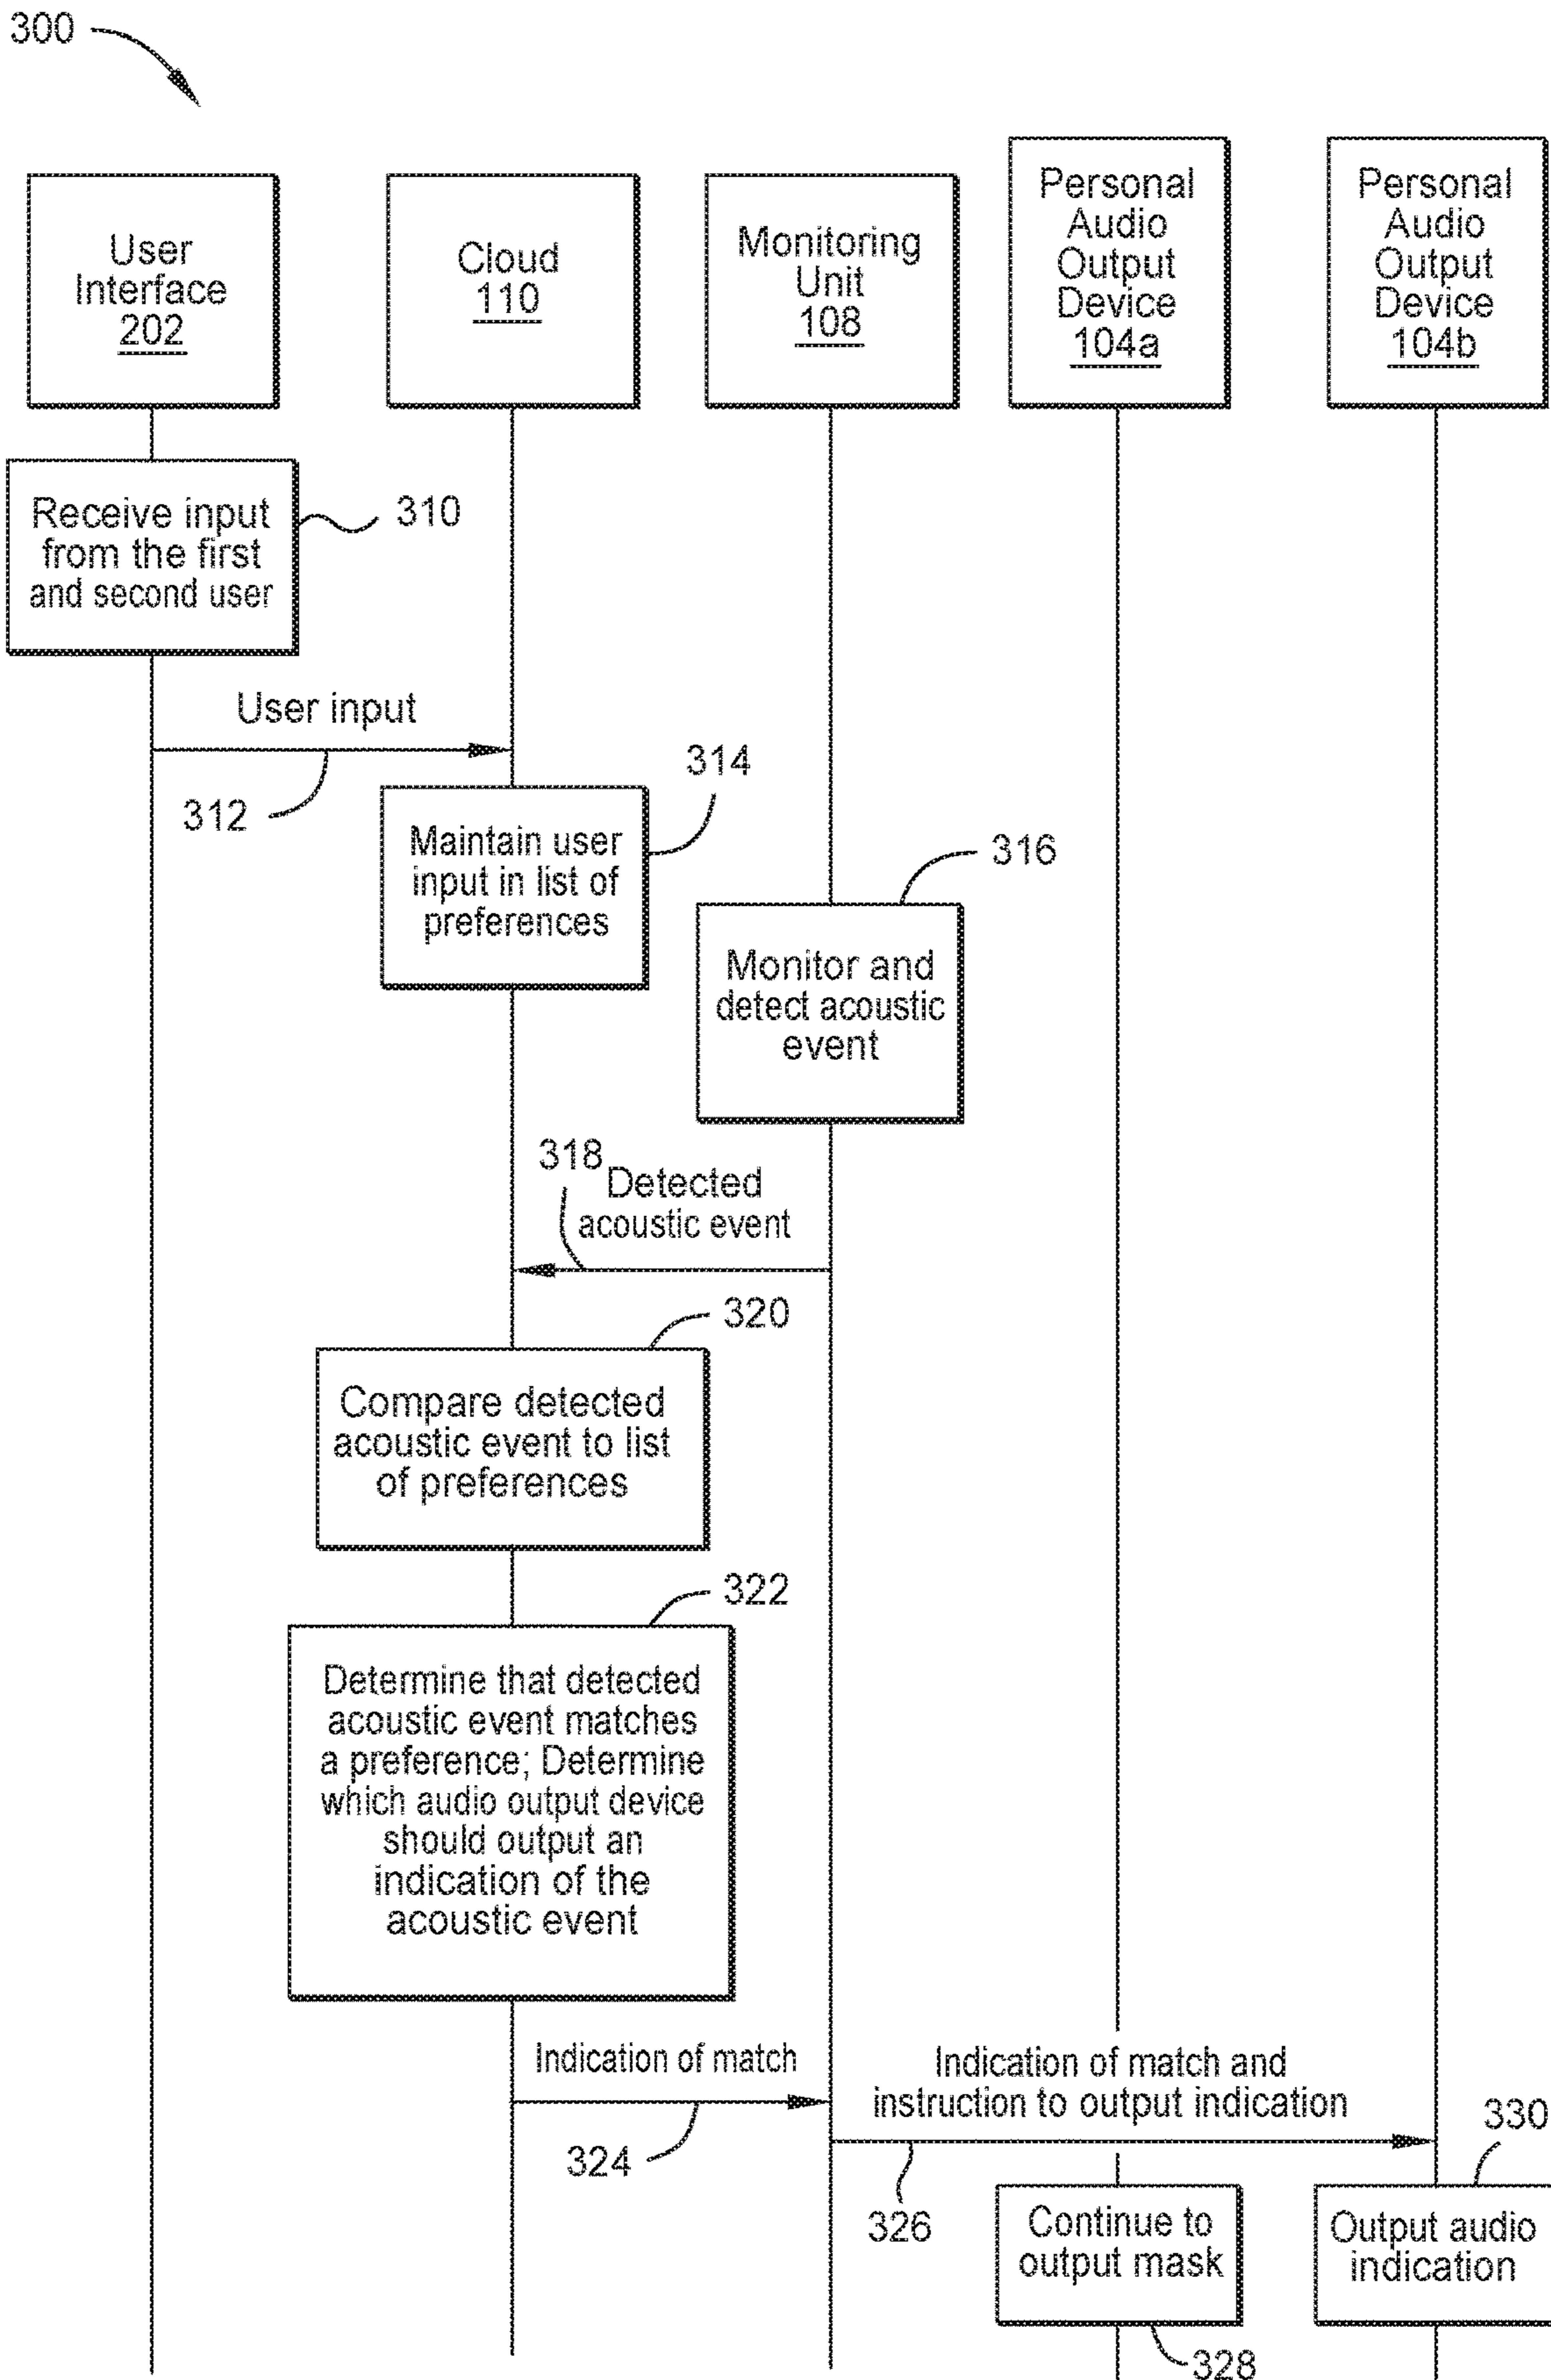 300
User
Interface
202
Cloud
110
Monitoring
Unit
108
Personal
Audio
Output
Device
104a
Personal
Audio
Output
Device
104b
Receive input
from the first
and second user
310
User input
312
314
Maintain user
input in list of
preferences
316
Monitor and
detect acoustic
event
318
Detected
acoustic event
320
Compare detected
acoustic event to list
of preferences
322
Determine that detected
acoustic event matches
a preference; Determine
which audio output device
should output an
indication of the
acoustic event
Indication of match
324
Indication of match and
instruction to output indication
326
330
Continue to
output mask
328
Output audio
indication